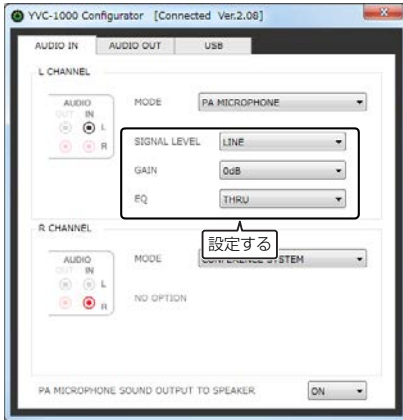 YVC-1000 Configurator [Connected Ver.2.08]
AUDIO IN AUDIO OUT USB
L CHANNEL
AUDIO
OUT IN
L
R
MODE PA MICROPHONE
SIGNAL LEVEL LINE
GAIN 0dB
EQ THRU
設定する
R CHANNEL
AUDIO
OUT IN
L
R
MODE CONFERENCE SYSTEM
NO OPTION
PA MICROPHONE SOUND OUTPUT TO SPEAKER ON